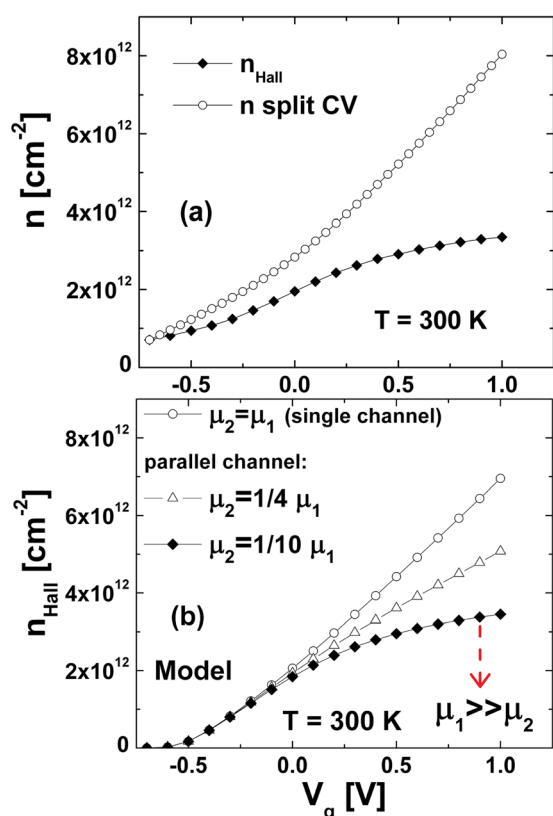 8x10¹²
6x10¹²
4x10¹²
2x10¹²
0
n [cm⁻²]
n_Hall
n split CV
(a)
T = 300 K
-0.5 0.0 0.5 1.0
8x10¹²
6x10¹²
4x10¹²
2x10¹²
0
n_Hall [cm⁻²]
μ₂=μ₁ (single channel)
parallel channel:
μ₂=1/4 μ₁
μ₂=1/10 μ₁
(b)
Model
T = 300 K
μ₁>>μ₂
-0.5 0.0 0.5 1.0
V_g [V]